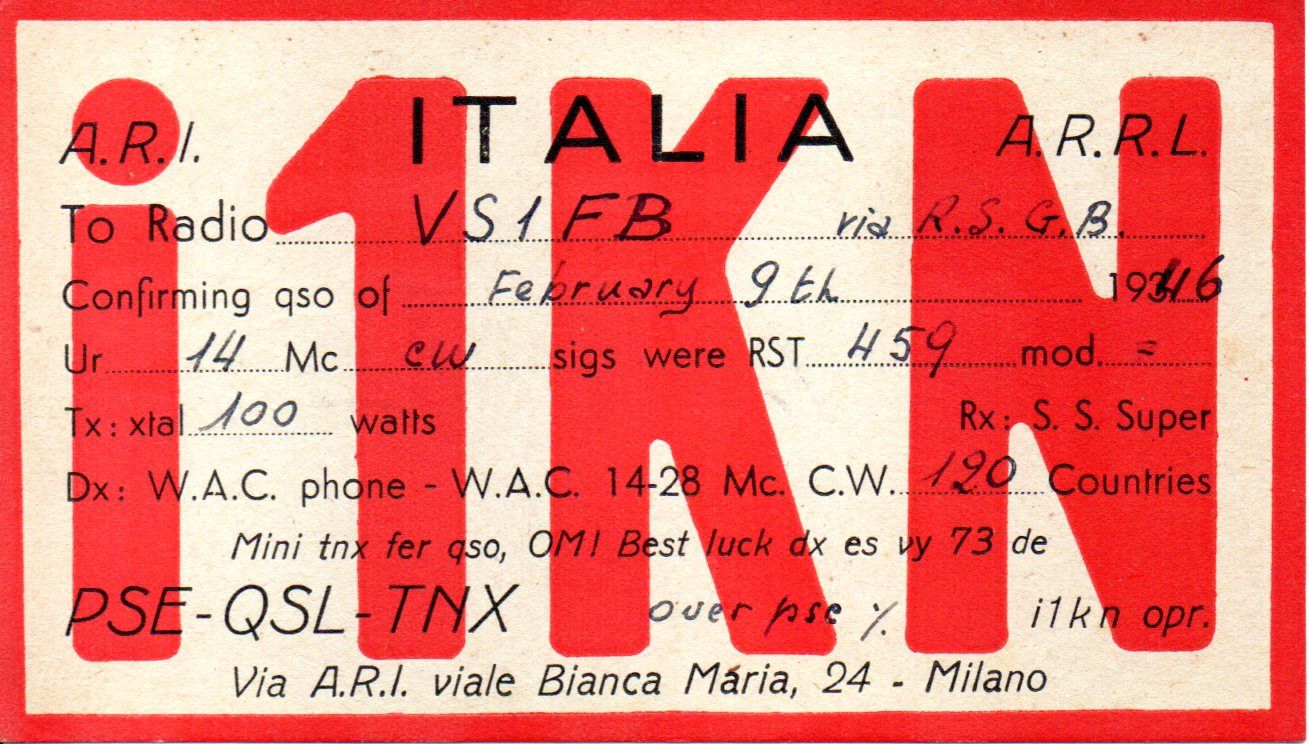 i1KN
A.R.I. ITALIA A.R.R.L.
To Radio VS1FB via R.S.G.B.
Confirming qso of February 9th 1946
Ur 14 Mc cw sigs were RST 459 mod. =
Tx: xtal 100 watts Rx: S. S. Super
Dx: W.A.C. phone - W.A.C. 14-28 Mc. C.W. 120 Countries
Mini tnx fer qso, OM! Best luck dx es vy 73 de
PSE-QSL-TNX over pse ٪ i1kn opr.
Via A.R.I. viale Bianca Maria, 24 - Milano